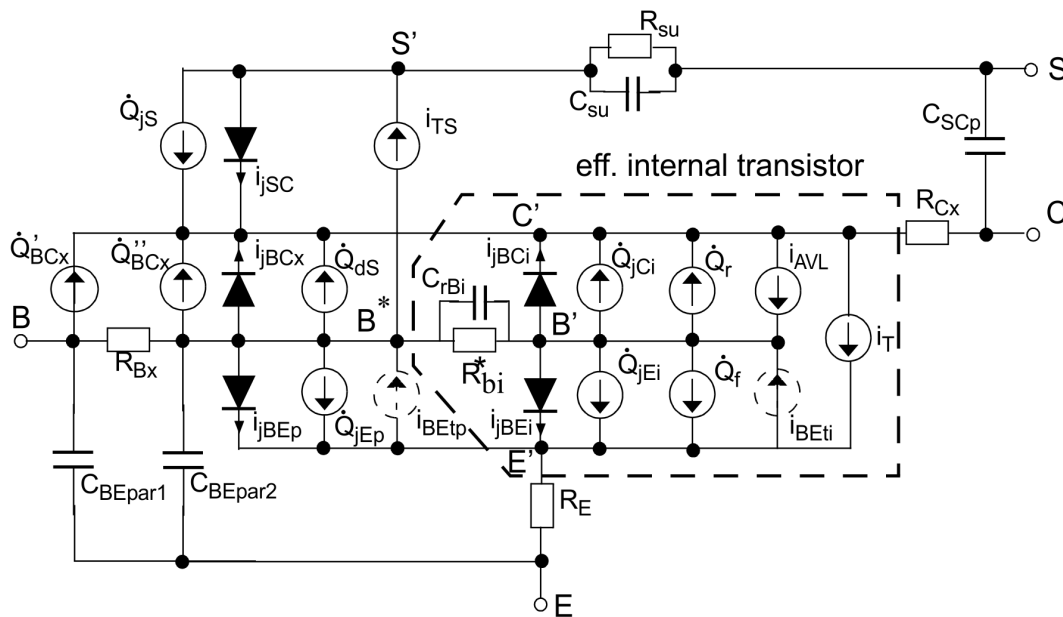 R_su
S'
S
C_su
Q̇_jS
i_TS
C_SCp
i_jSC
eff. internal transistor
R_Cx
C'
C
Q̇'_BCx
Q̇''_BCx
i_jBCx
Q̇_dS
i_jBCi
Q̇_jCi
Q̇_r
i_AVL
C_rBi
B
B*
B'
i_T
R_Bx
R*_bi
Q̇_jEi
Q̇_f
i_jBEp
Q̇_jEp
i_BEtp
i_jBEi
i_BEti
E'
C_BEpar1
C_BEpar2
R_E
E